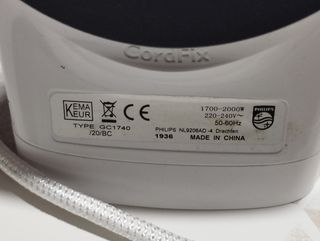 CordFix
KEMA
KEUR
CE
TYPE GC1740
/20/BC
1700-2000W
220-240V~
50-60Hz
PHILIPS
PHILIPS NL9206AD-4 Drachten
1936 MADE IN CHINA